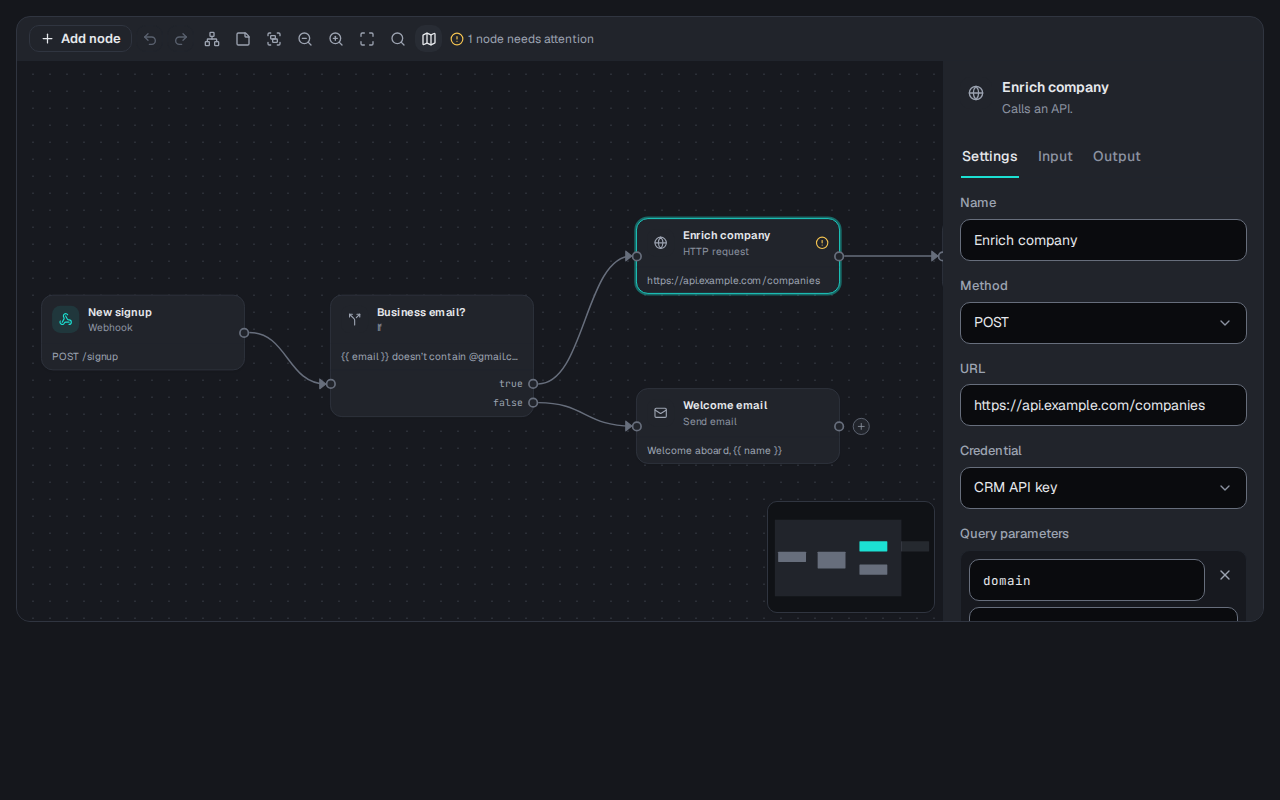 Add node
1 node needs attention
New signup
Webhook
POST /signup
Business email?
If
{{ email }} doesn't contain @gmail.c…
true
false
Enrich company
HTTP request
https://api.example.com/companies
Welcome email
Send email
Welcome aboard, {{ name }}
Enrich company
Calls an API.
Settings Input Output
Name
Enrich company
Method
POST
URL
https://api.example.com/companies
Credential
CRM API key
Query parameters
domain